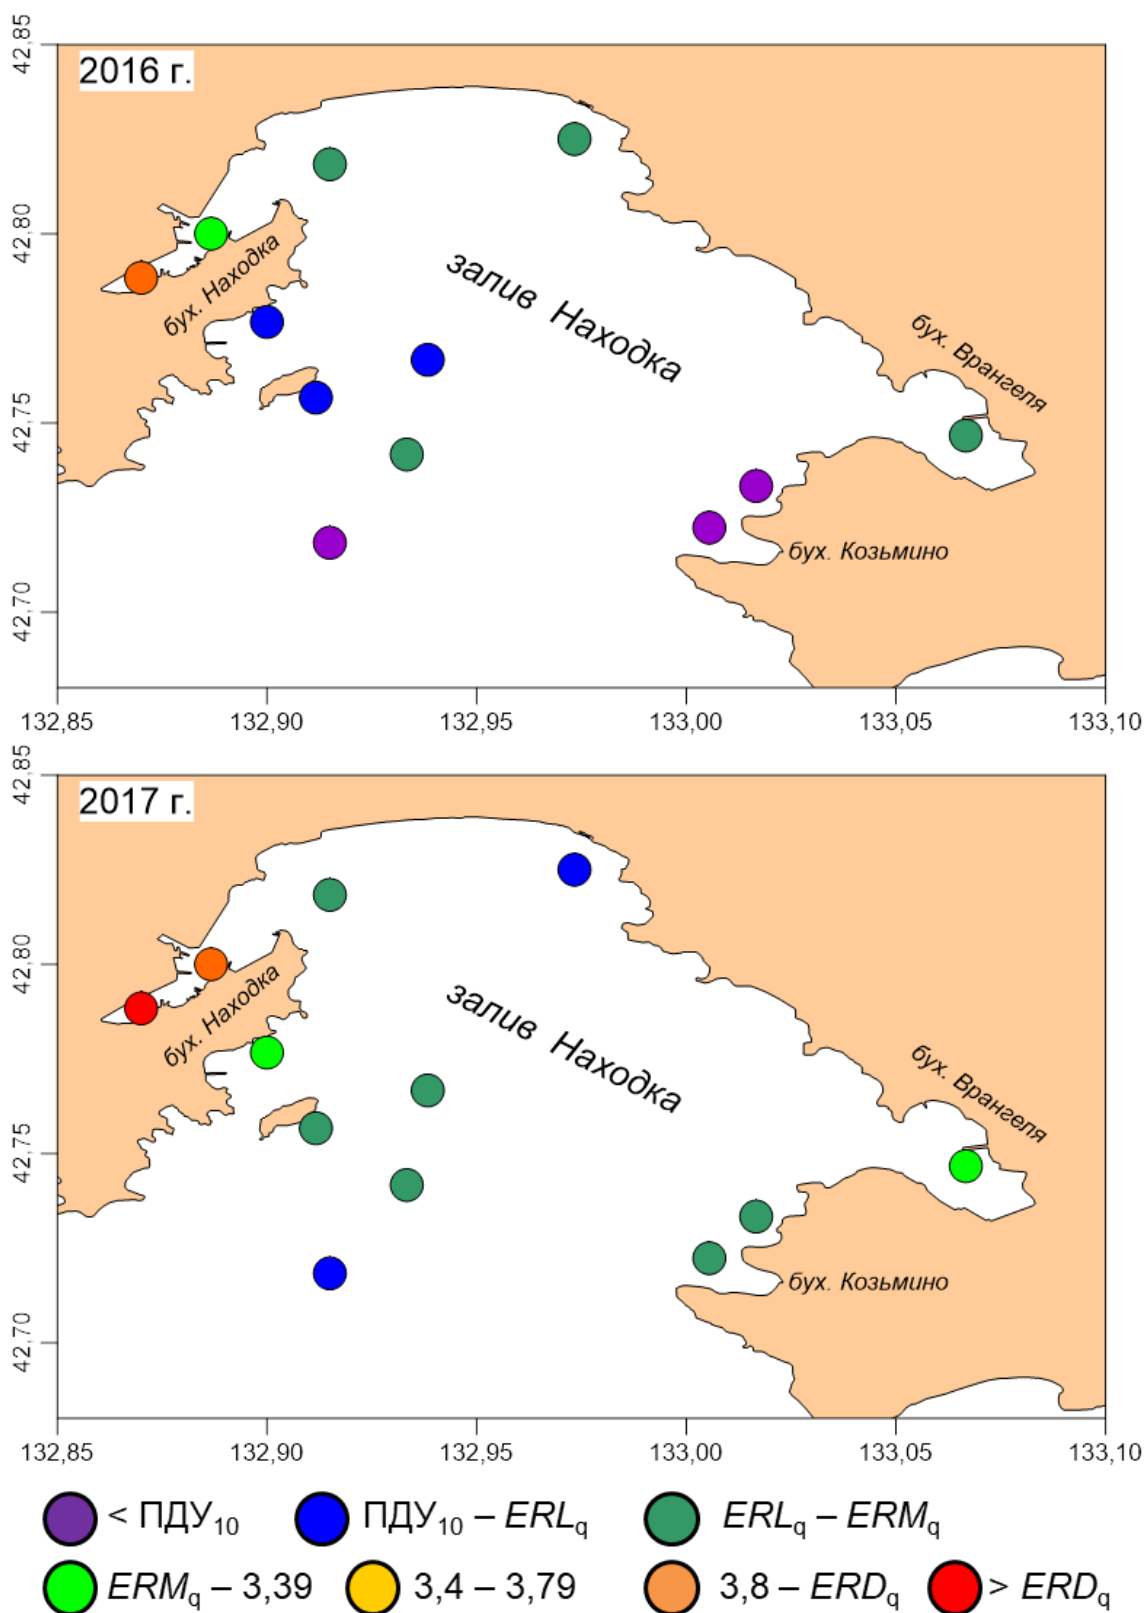 2016 г.
42,85
42,80
42,75
42,70
бух. Находка
залив Находка
бух. Врангеля
бух. Козьмино
132,85 132,90 132,95 133,00 133,05 133,10
2017 г.
42,85
42,80
42,75
42,70
бух. Находка
залив Находка
бух. Врангеля
бух. Козьмино
132,85 132,90 132,95 133,00 133,05 133,10
< ПДУ₁₀ ПДУ₁₀ – ERLq ERLq – ERMq
ERMq – 3,39 3,4 – 3,79 3,8 – ERDq > ERDq